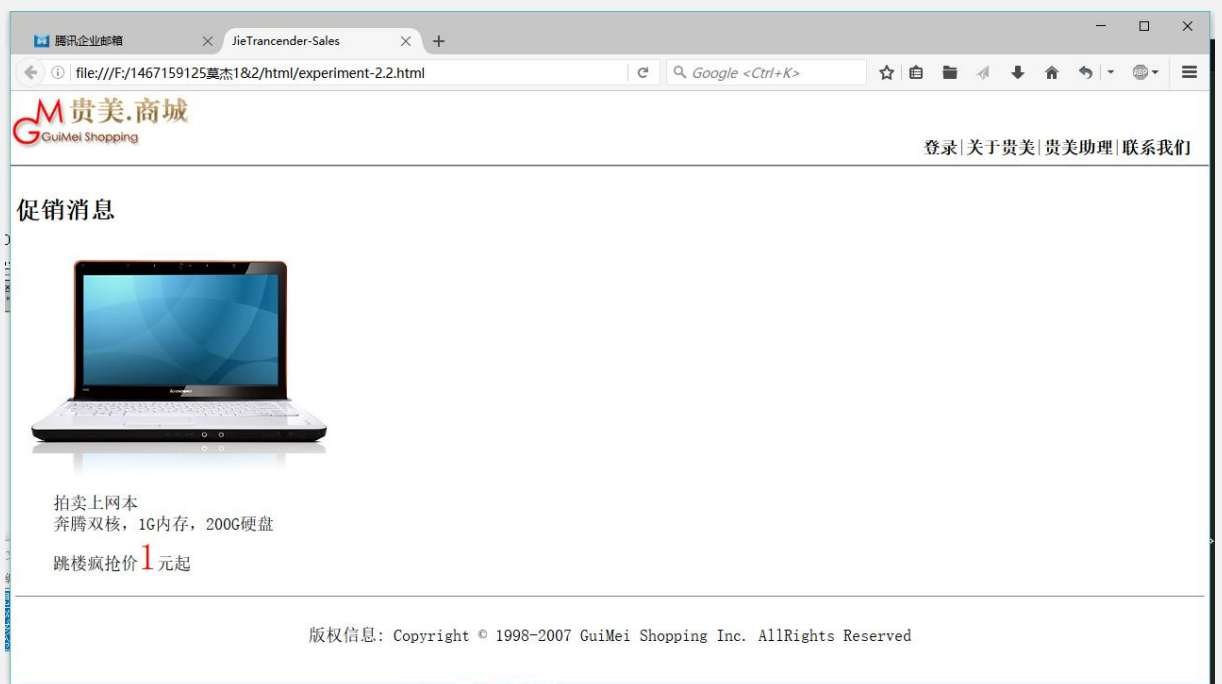 腾讯企业邮箱
JieTrancender-Sales
file:///F:/1467159125莫杰1&2/html/experiment-2.2.html
Google <Ctrl+K>
ABP
GM 贵美.商城
GuiMei Shopping
登录|关于贵美|贵美助理|联系我们
促销消息
lenovo
拍卖上网本
奔腾双核，1G内存，200G硬盘
跳楼疯抢价1元起
版权信息: Copyright © 1998-2007 GuiMei Shopping Inc. AllRights Reserved